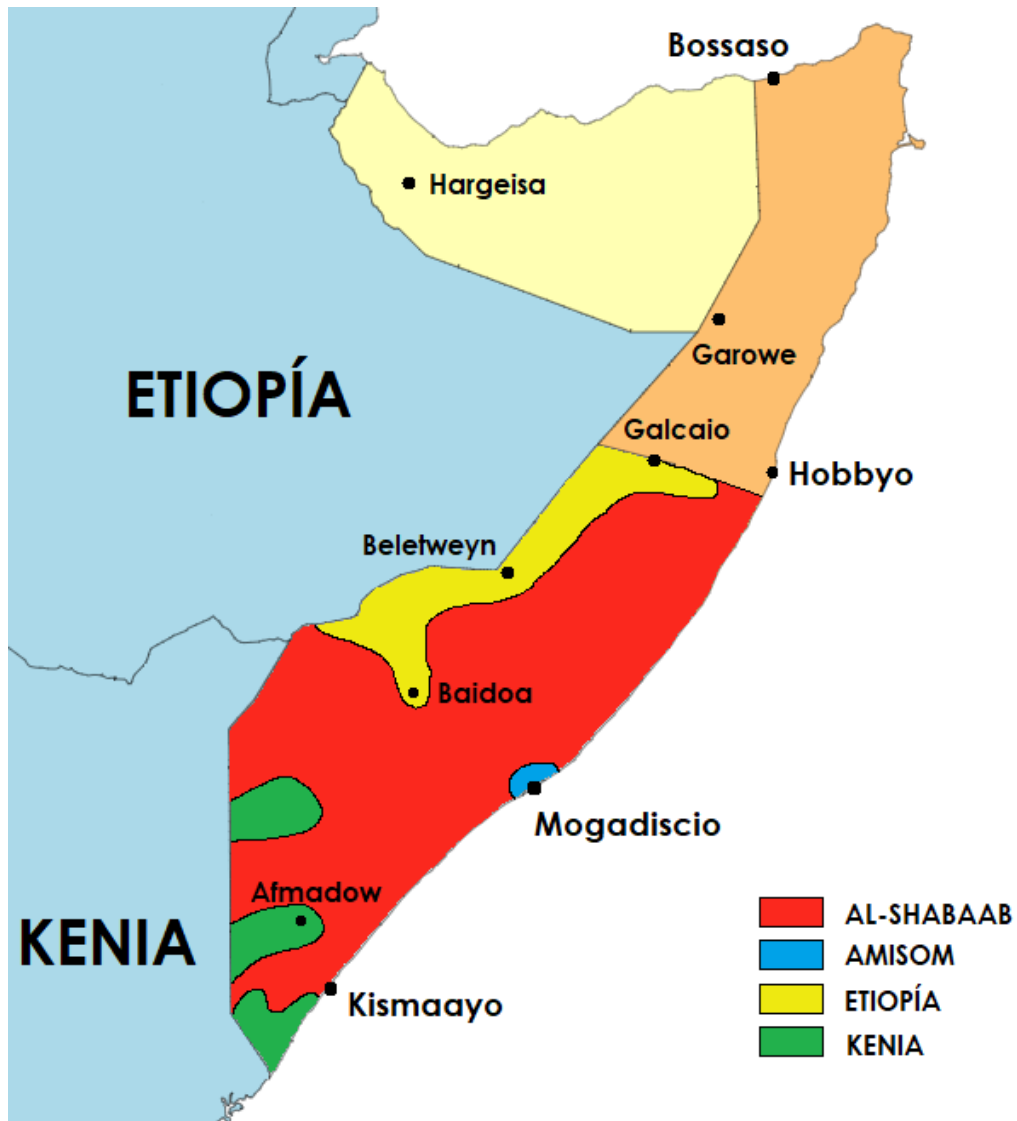 Bossaso
Hargeisa
Garowe
ETIOPÍA
Galcaio
Hobbyo
Beletweyn
Baidoa
Mogadiscio
Afmadow
KENIA
Kismaayo
AL-SHABAAB
AMISOM
ETIOPÍA
KENIA